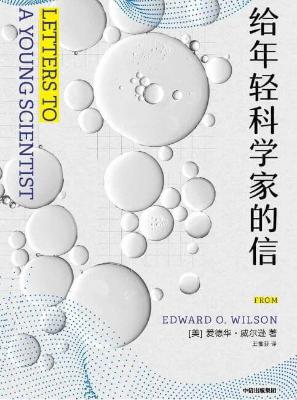 LETTERS TO
A YOUNG SCIENTIST
给年轻科学家的信
FROM
EDWARD O. WILSON
[美] 爱德华·威尔逊 著
中信出版集团